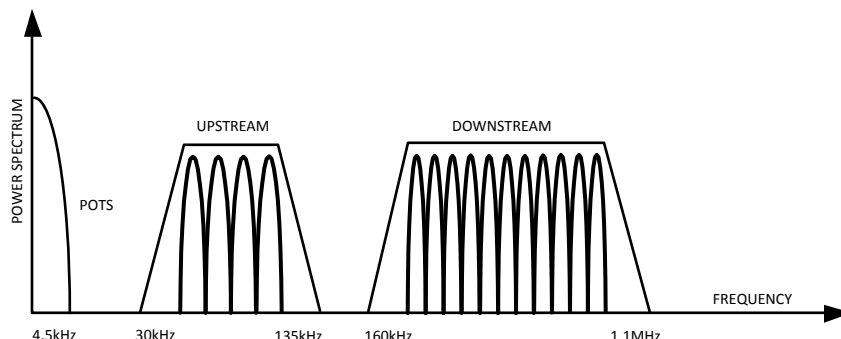 POWER SPECTRUM
UPSTREAM
DOWNSTREAM
POTS
FREQUENCY
4.5kHz 30kHz 135kHz 160kHz 1.1MHz